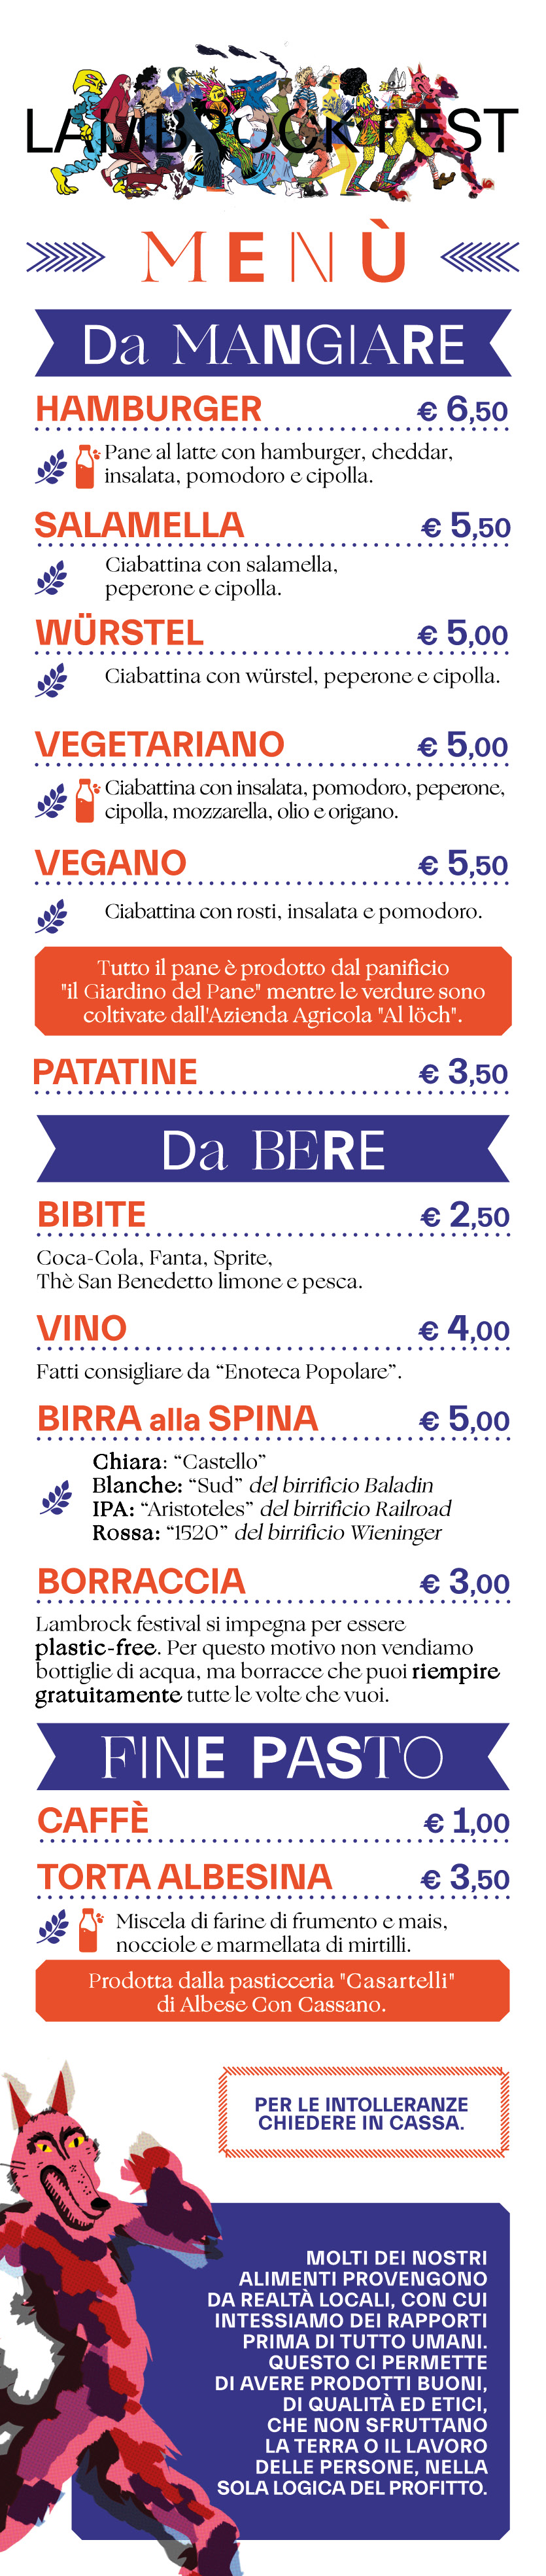 LAMBROCK FEST
MENÙ
Da MANGIARE
HAMBURGER € 6,50
Pane al latte con hamburger, cheddar,
insalata, pomodoro e cipolla.
SALAMELLA € 5,50
Ciabattina con salamella,
peperone e cipolla.
WÜRSTEL € 5,00
Ciabattina con würstel, peperone e cipolla.
VEGETARIANO € 5,00
Ciabattina con insalata, pomodoro, peperone,
cipolla, mozzarella, olio e origano.
VEGANO € 5,50
Ciabattina con rosti, insalata e pomodoro.
Tutto il pane è prodotto dal panificio
"il Giardino del Pane" mentre le verdure sono
coltivate dall'Azienda Agricola "Al löch".
PATATINE € 3,50
Da BERE
BIBITE € 2,50
Coca-Cola, Fanta, Sprite,
Thè San Benedetto limone e pesca.
VINO € 4,00
Fatti consigliare da “Enoteca Popolare”.
BIRRA alla SPINA € 5,00
Chiara: “Castello”
Blanche: “Sud” del birrificio Baladin
IPA: “Aristoteles” del birrificio Railroad
Rossa: “1520” del birrificio Wieninger
BORRACCIA € 3,00
Lambrock festival si impegna per essere
plastic-free. Per questo motivo non vendiamo
bottiglie di acqua, ma borracce che puoi riempire
gratuitamente tutte le volte che vuoi.
FINE PASTO
CAFFÈ € 1,00
TORTA ALBESINA € 3,50
Miscela di farine di frumento e mais,
nocciole e marmellata di mirtilli.
Prodotta dalla pasticceria "Casartelli"
di Albese Con Cassano.
PER LE INTOLLERANZE
CHIEDERE IN CASSA.
MOLTI DEI NOSTRI
ALIMENTI PROVENGONO
DA REALTÀ LOCALI, CON CUI
INTESSIAMO DEI RAPPORTI
PRIMA DI TUTTO UMANI.
QUESTO CI PERMETTE
DI AVERE PRODOTTI BUONI,
DI QUALITÀ ED ETICI,
CHE NON SFRUTTANO
LA TERRA O IL LAVORO
DELLE PERSONE, NELLA
SOLA LOGICA DEL PROFITTO.